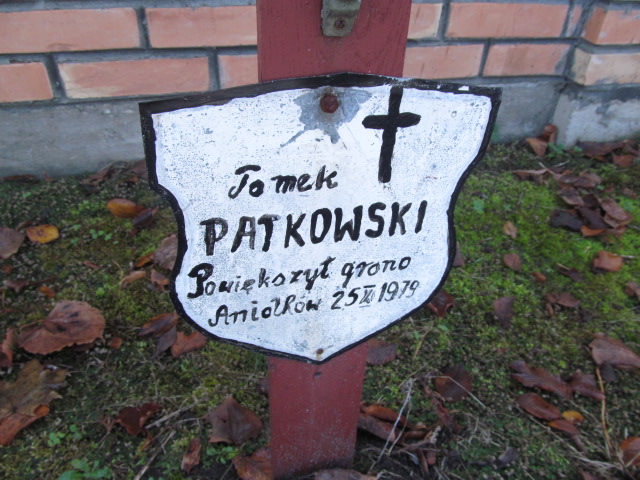 Tomek
PATKOWSKI
Powiększył grono
Aniołków 25 XI 1979